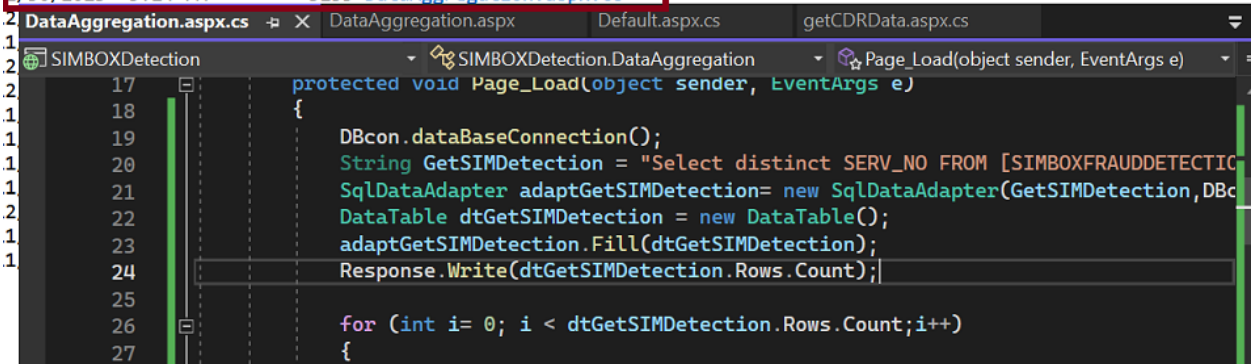 DataAggregation.aspx.cs DataAggregation.aspx Default.aspx.cs getCDRData.aspx.cs
SIMBOXDetection SIMBOXDetection.DataAggregation Page_Load(object sender, EventArgs e)
17 protected void Page_Load(object sender, EventArgs e)
18 {
19 DBcon.dataBaseConnection();
20 String GetSIMDetection = "Select distinct SERV_NO FROM [SIMBOXFRAUDDETECTIO
21 SqlDataAdapter adaptGetSIMDetection= new SqlDataAdapter(GetSIMDetection,DBc
22 DataTable dtGetSIMDetection = new DataTable();
23 adaptGetSIMDetection.Fill(dtGetSIMDetection);
24 Response.Write(dtGetSIMDetection.Rows.Count);
25
26 for (int i= 0; i < dtGetSIMDetection.Rows.Count;i++)
27 {